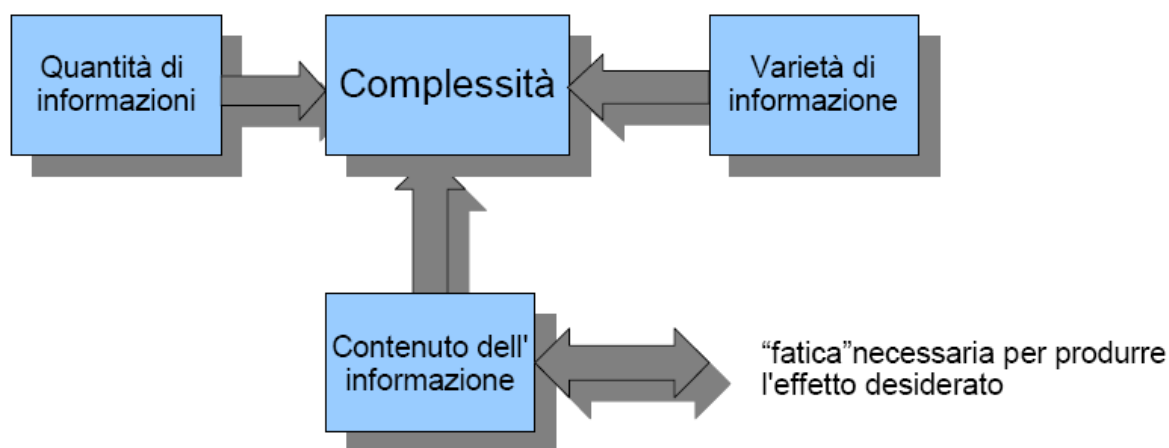 Quantità di
informazioni
Complessità
Varietà di
informazione
Contenuto dell'
informazione
“fatica”necessaria per produrre
l'effetto desiderato